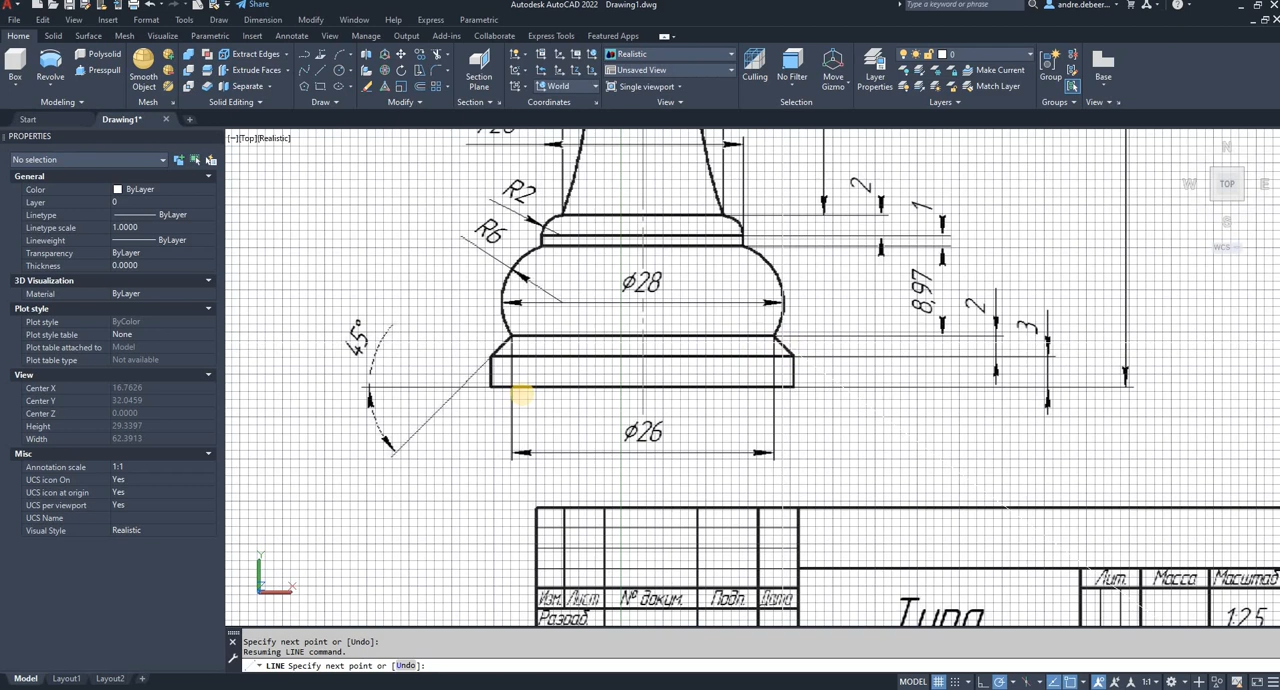 Share
Autodesk AutoCAD 2022 Drawing1.dwg
Type a keyword or phrase
andre.debeer...
File Edit View Insert Format Tools Draw Dimension Modify Window Help Express Parametric
Home Solid Surface Mesh Visualize Parametric Insert Annotate View Manage Output Add-ins Collaborate Express Tools Featured Apps
Box
Revolve
Polysolid
Presspull
Smooth
Object
Extract Edges
Extrude Faces
Separate
Section
Plane
World
Realistic
Unsaved View
Single viewport
Culling
No Filter
Move
Gizmo
Layer
Properties
0
Make Current
Match Layer
Group
Base
Modeling
Mesh
Solid Editing
Draw
Modify
Section
Coordinates
View
Selection
Layers
Groups
View
Start
Drawing1*
PROPERTIES
No selection
General
Color ByLayer
Layer 0
Linetype ByLayer
Linetype scale 1.0000
Lineweight ByLayer
Transparency ByLayer
Thickness 0.0000
3D Visualization
Material ByLayer
Plot style
Plot style ByColor
Plot style table None
Plot table attached to Model
Plot table type Not available
View
Center X 16.7626
Center Y 32.0459
Center Z 0.0000
Height 29.3397
Width 62.3913
Misc
Annotation scale 1:1
UCS icon On Yes
UCS icon at origin Yes
UCS per viewport Yes
UCS Name
Visual Style Realistic
[−][Top][Realistic]
N
W TOP E
S
WCS
R2
R6
2
1
ϕ28
8,97
2
3
45°
ϕ26
Изм. Лист № докум. Подп. Дата
Разраб.
Лит. Масса Масштаб
1:2.5
Y
X
Specify next point or [Undo]:
Resuming LINE command.
LINE Specify next point or [Undo]:
Model Layout1 Layout2
MODEL
1:1